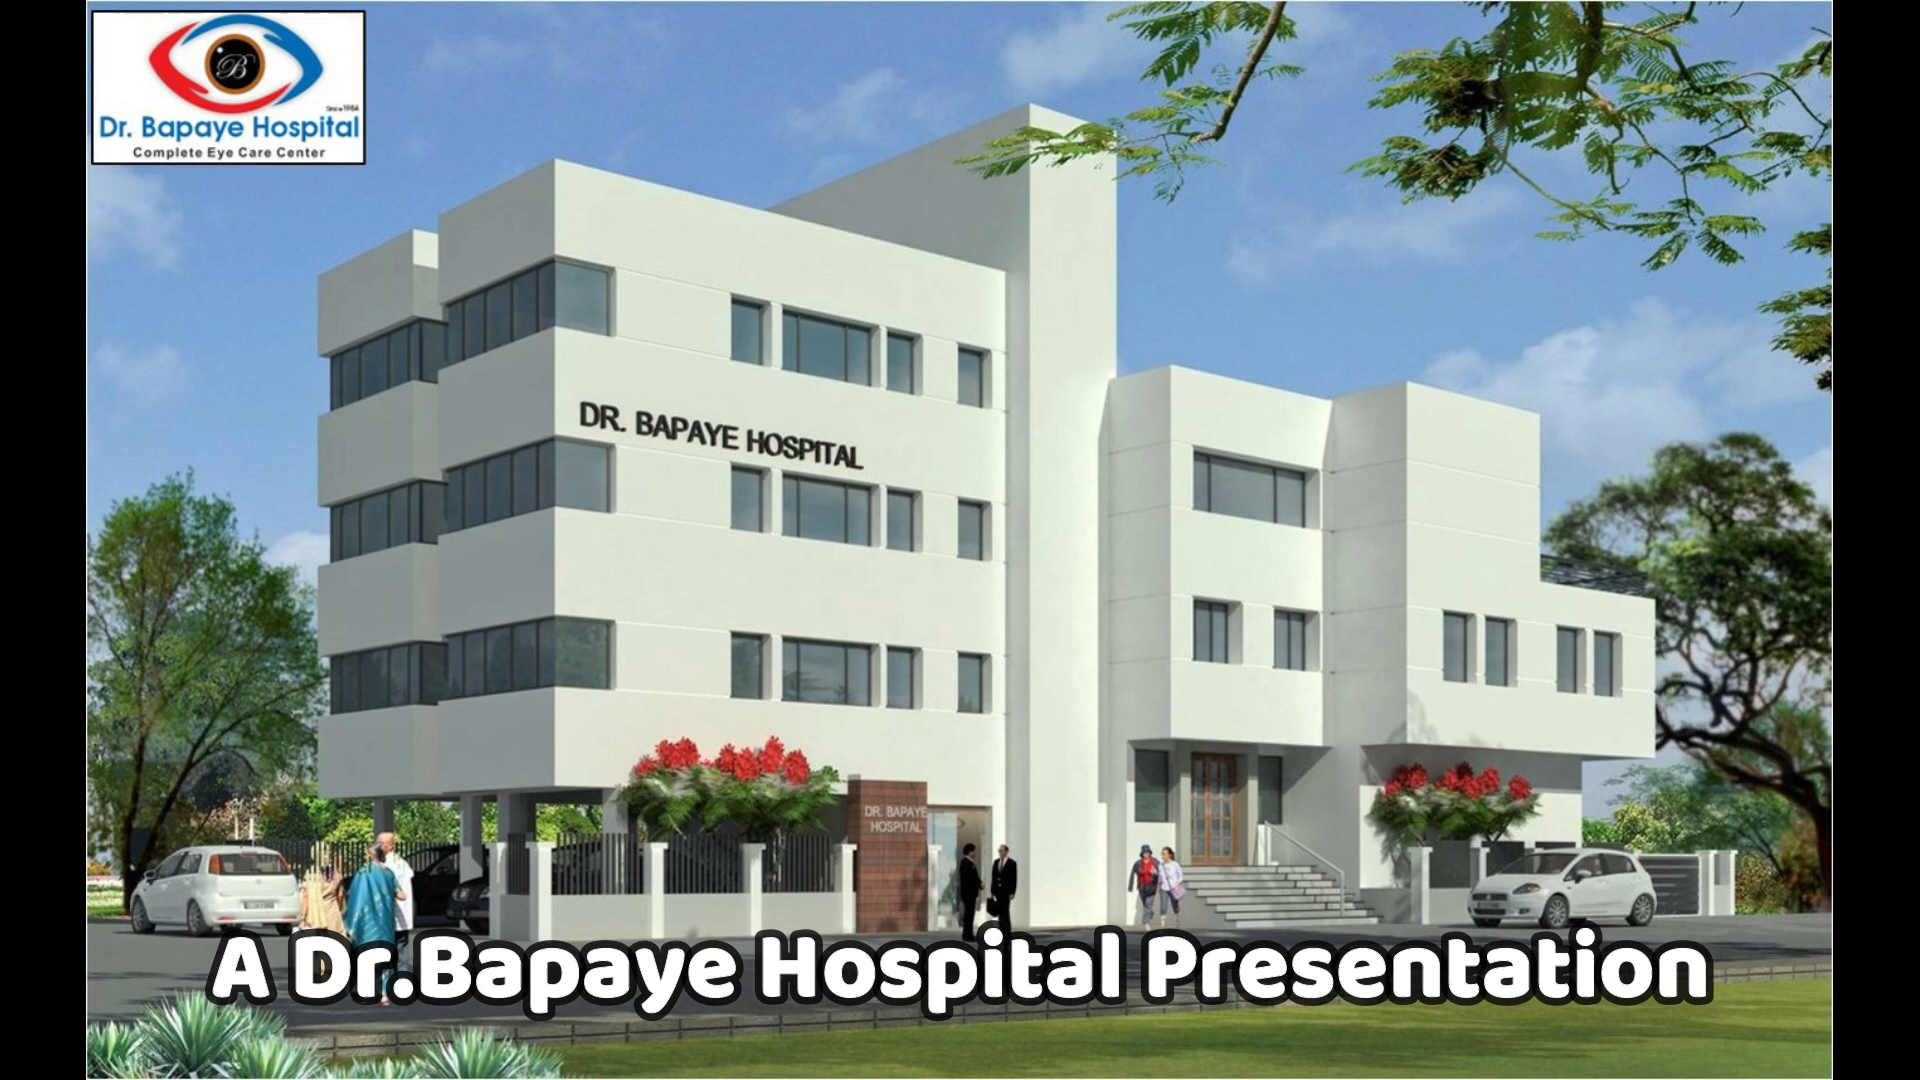 B
Since 1984
Dr. Bapaye Hospital
Complete Eye Care Center
DR. BAPAYE HOSPITAL
DR. BAPAYE
HOSPITAL
A Dr.Bapaye Hospital Presentation